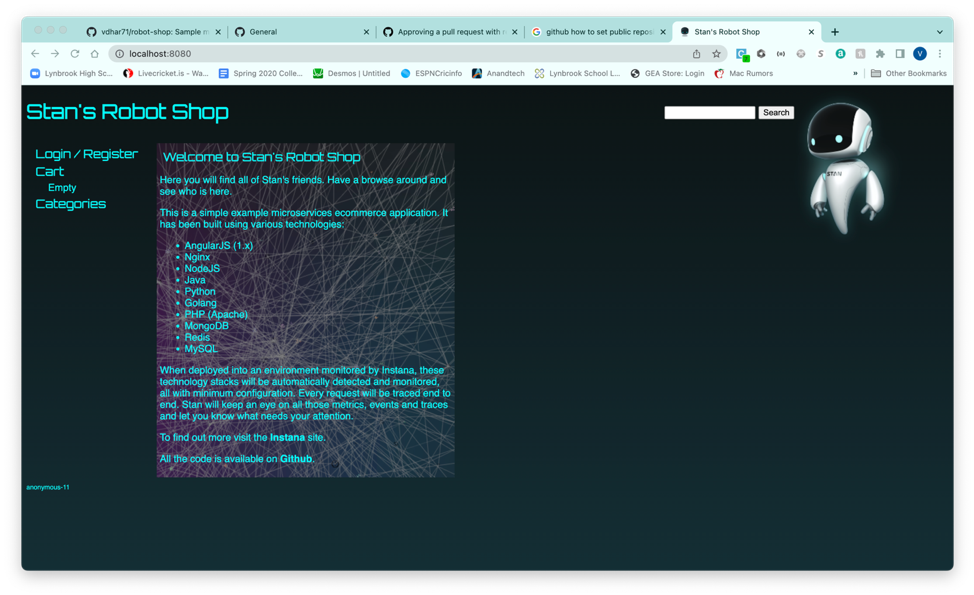 vdhar71/robot-shop: Sample m
General
Approving a pull request with r
github how to set public repos
Stan's Robot Shop
localhost:8080
Lynbrook High Sc...
Livecricket.is - Wa...
Spring 2020 Colle...
Desmos | Untitled
ESPNCricinfo
Anandtech
Lynbrook School L...
GEA Store: Login
Mac Rumors
»
Other Bookmarks
Stan's Robot Shop
Search
STAN
Login / Register
Cart
Empty
Categories
Welcome to Stan's Robot Shop
Here you will find all of Stan's friends. Have a browse around and
see who is here.
This is a simple example microservices ecommerce application. It
has been built using various technologies:
• AngularJS (1.x)
• Nginx
• NodeJS
• Java
• Python
• Golang
• PHP (Apache)
• MongoDB
• Redis
• MySQL
When deployed into an environment monitored by Instana, these
technology stacks will be automatically detected and monitored,
all with minimum configuration. Every request will be traced end to
end. Stan will keep an eye on all those metrics, events and traces
and let you know what needs your attention.
To find out more visit the Instana site.
All the code is available on Github.
anonymous-11